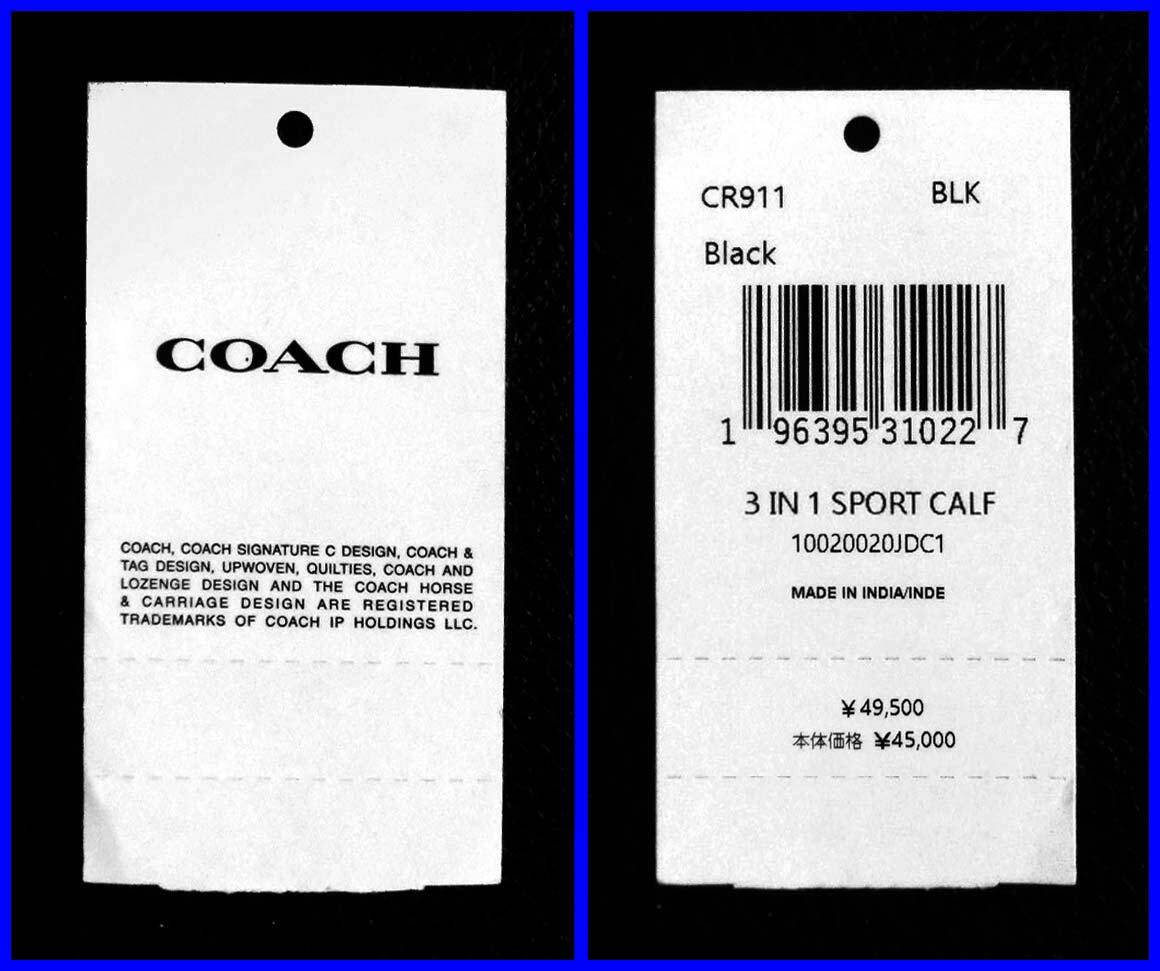 COACH
COACH, COACH SIGNATURE C DESIGN, COACH &
TAG DESIGN, UPWOVEN, QUILTIES, COACH AND
LOZENGE DESIGN AND THE COACH HORSE
& CARRIAGE DESIGN ARE REGISTERED
TRADEMARKS OF COACH IP HOLDINGS LLC.
CR911 BLK
Black
1 96395 31022 7
3 IN 1 SPORT CALF
10020020JDC1
MADE IN INDIA/INDE
¥49,500
本体価格 ¥45,000